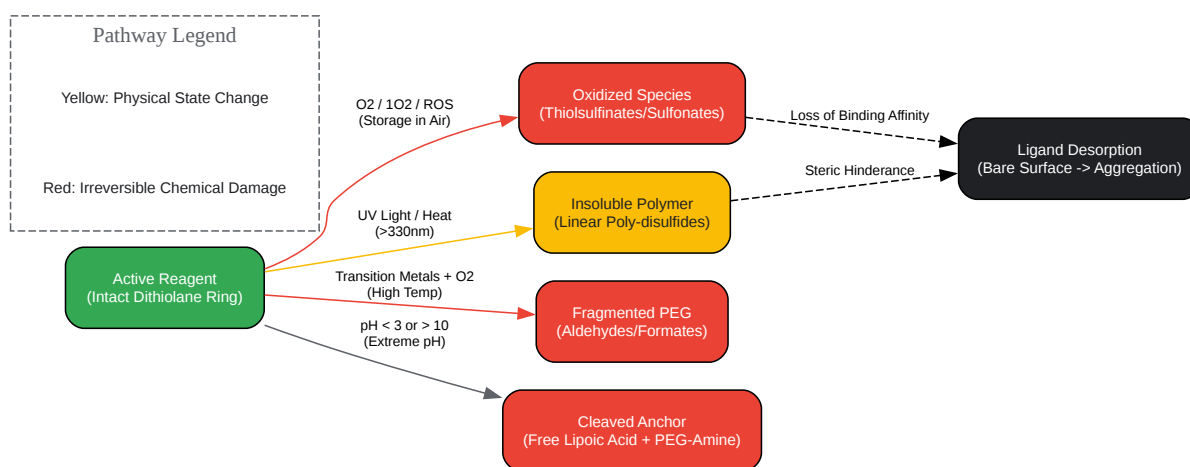 Pathway Legend
Yellow: Physical State Change
Red: Irreversible Chemical Damage
Active Reagent
(Intact Dithiolane Ring)
O2 / 1O2 / ROS
(Storage in Air)
UV Light / Heat
(>330nm)
Transition Metals + O2
(High Temp)
pH < 3 or > 10
(Extreme pH)
Oxidized Species
(Thiolsulfinates/Sulfonates)
Insoluble Polymer
(Linear Poly-disulfides)
Fragmented PEG
(Aldehydes/Formates)
Cleaved Anchor
(Free Lipoic Acid + PEG-Amine)
Loss of Binding Affinity
Steric Hinderance
Ligand Desorption
(Bare Surface -> Aggregation)